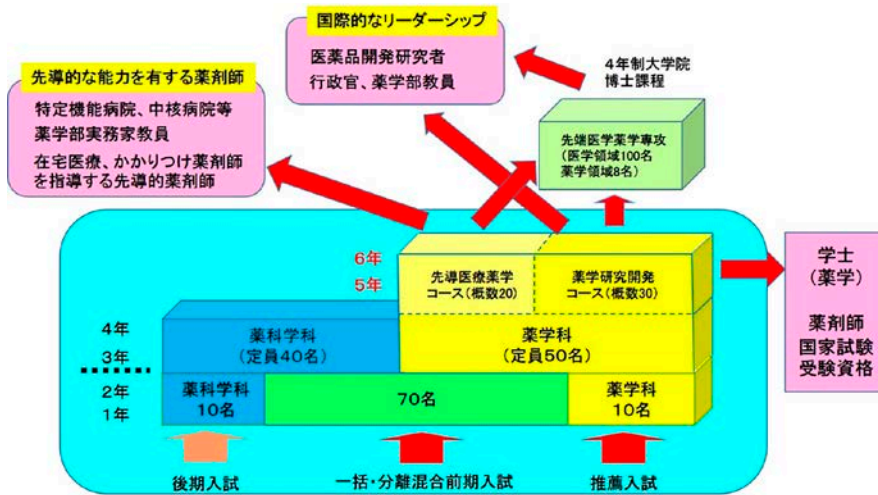 国際的なリーダーシップ
医薬品開発研究者
行政官、薬学部教員
先導的な能力を有する薬剤師
特定機能病院、中核病院等
薬学部実務家教員
在宅医療、かかりつけ薬剤師
を指導する先導的薬剤師
4年制大学院
博士課程
先端医学薬学専攻
(医学領域100名
薬学領域8名)
6年
5年
先導医療薬学
コース(概数20)
薬学研究開発
コース(概数30)
学士
(薬学)
薬剤師
国家試験
受験資格
4年
3年
薬科学科
(定員40名)
薬学科
(定員50名)
2年
1年
薬科学科
10名
70名
薬学科
10名
後期入試
一括・分離混合前期入試
推薦入試